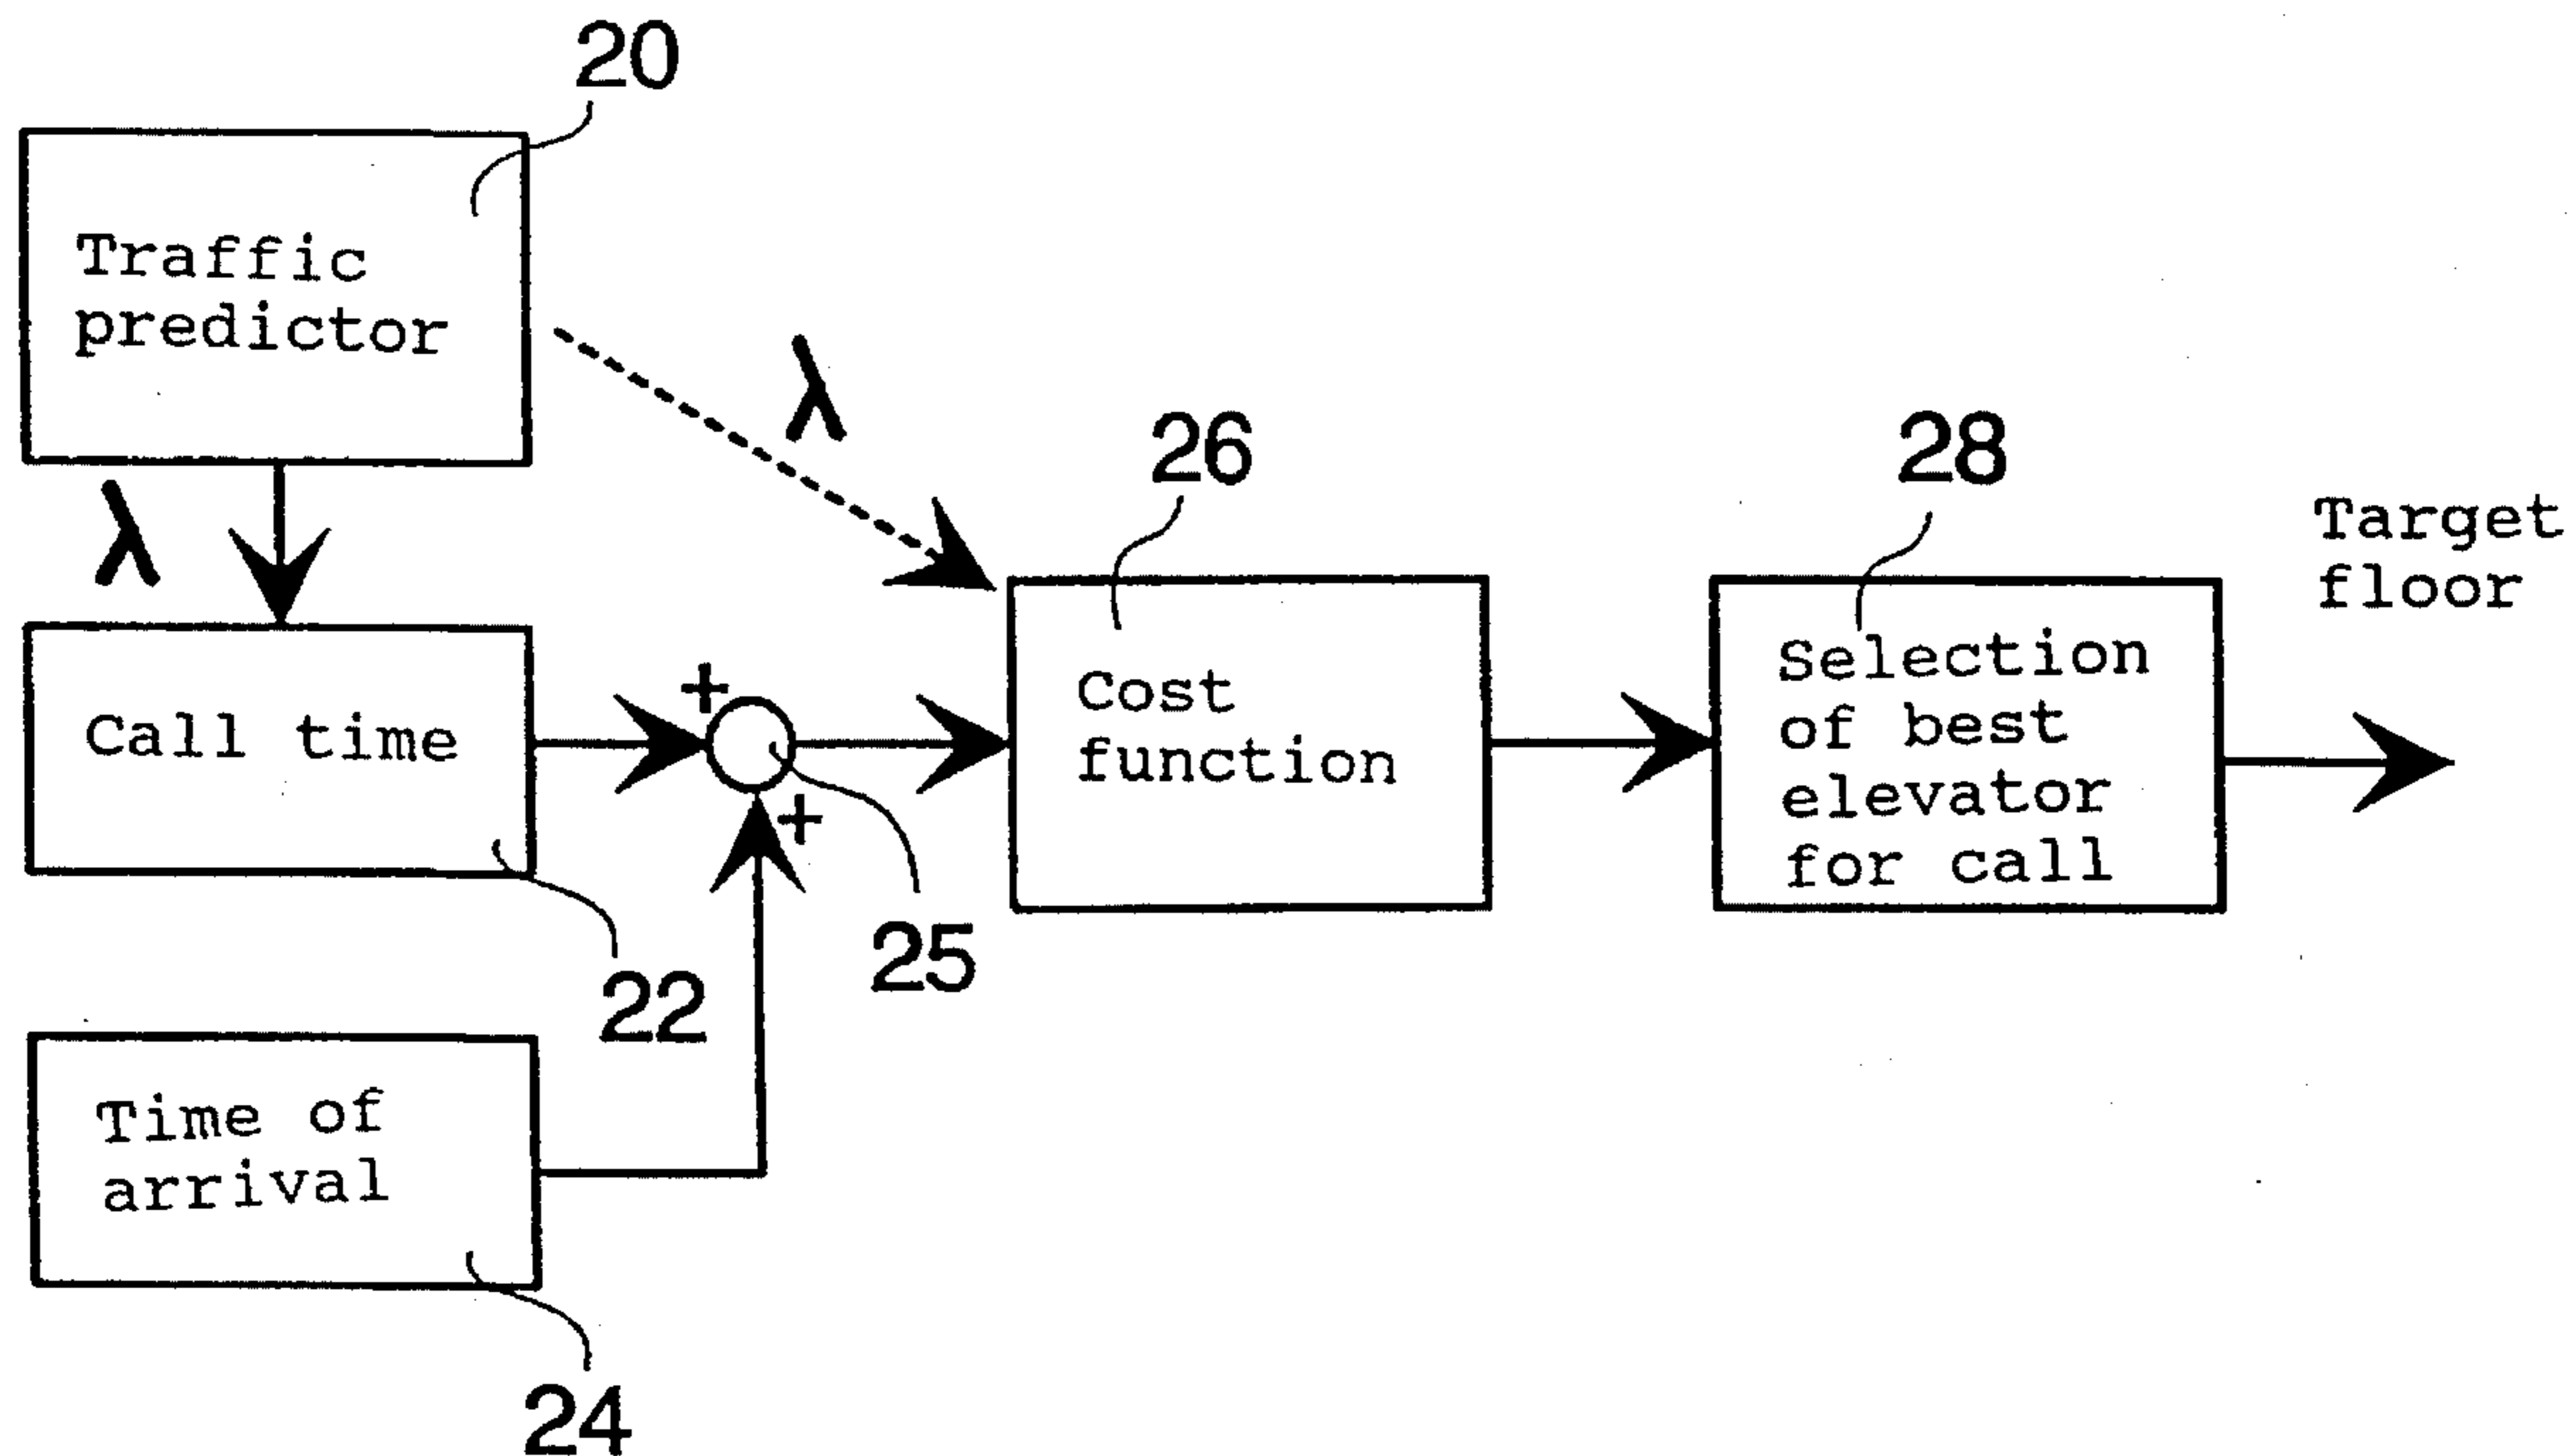 20
Traffic
predictor
λ
λ
26
28
Target
floor
Call time
+
+
25
22
Cost
function
Selection
of best
elevator
for call
Time of
arrival
24